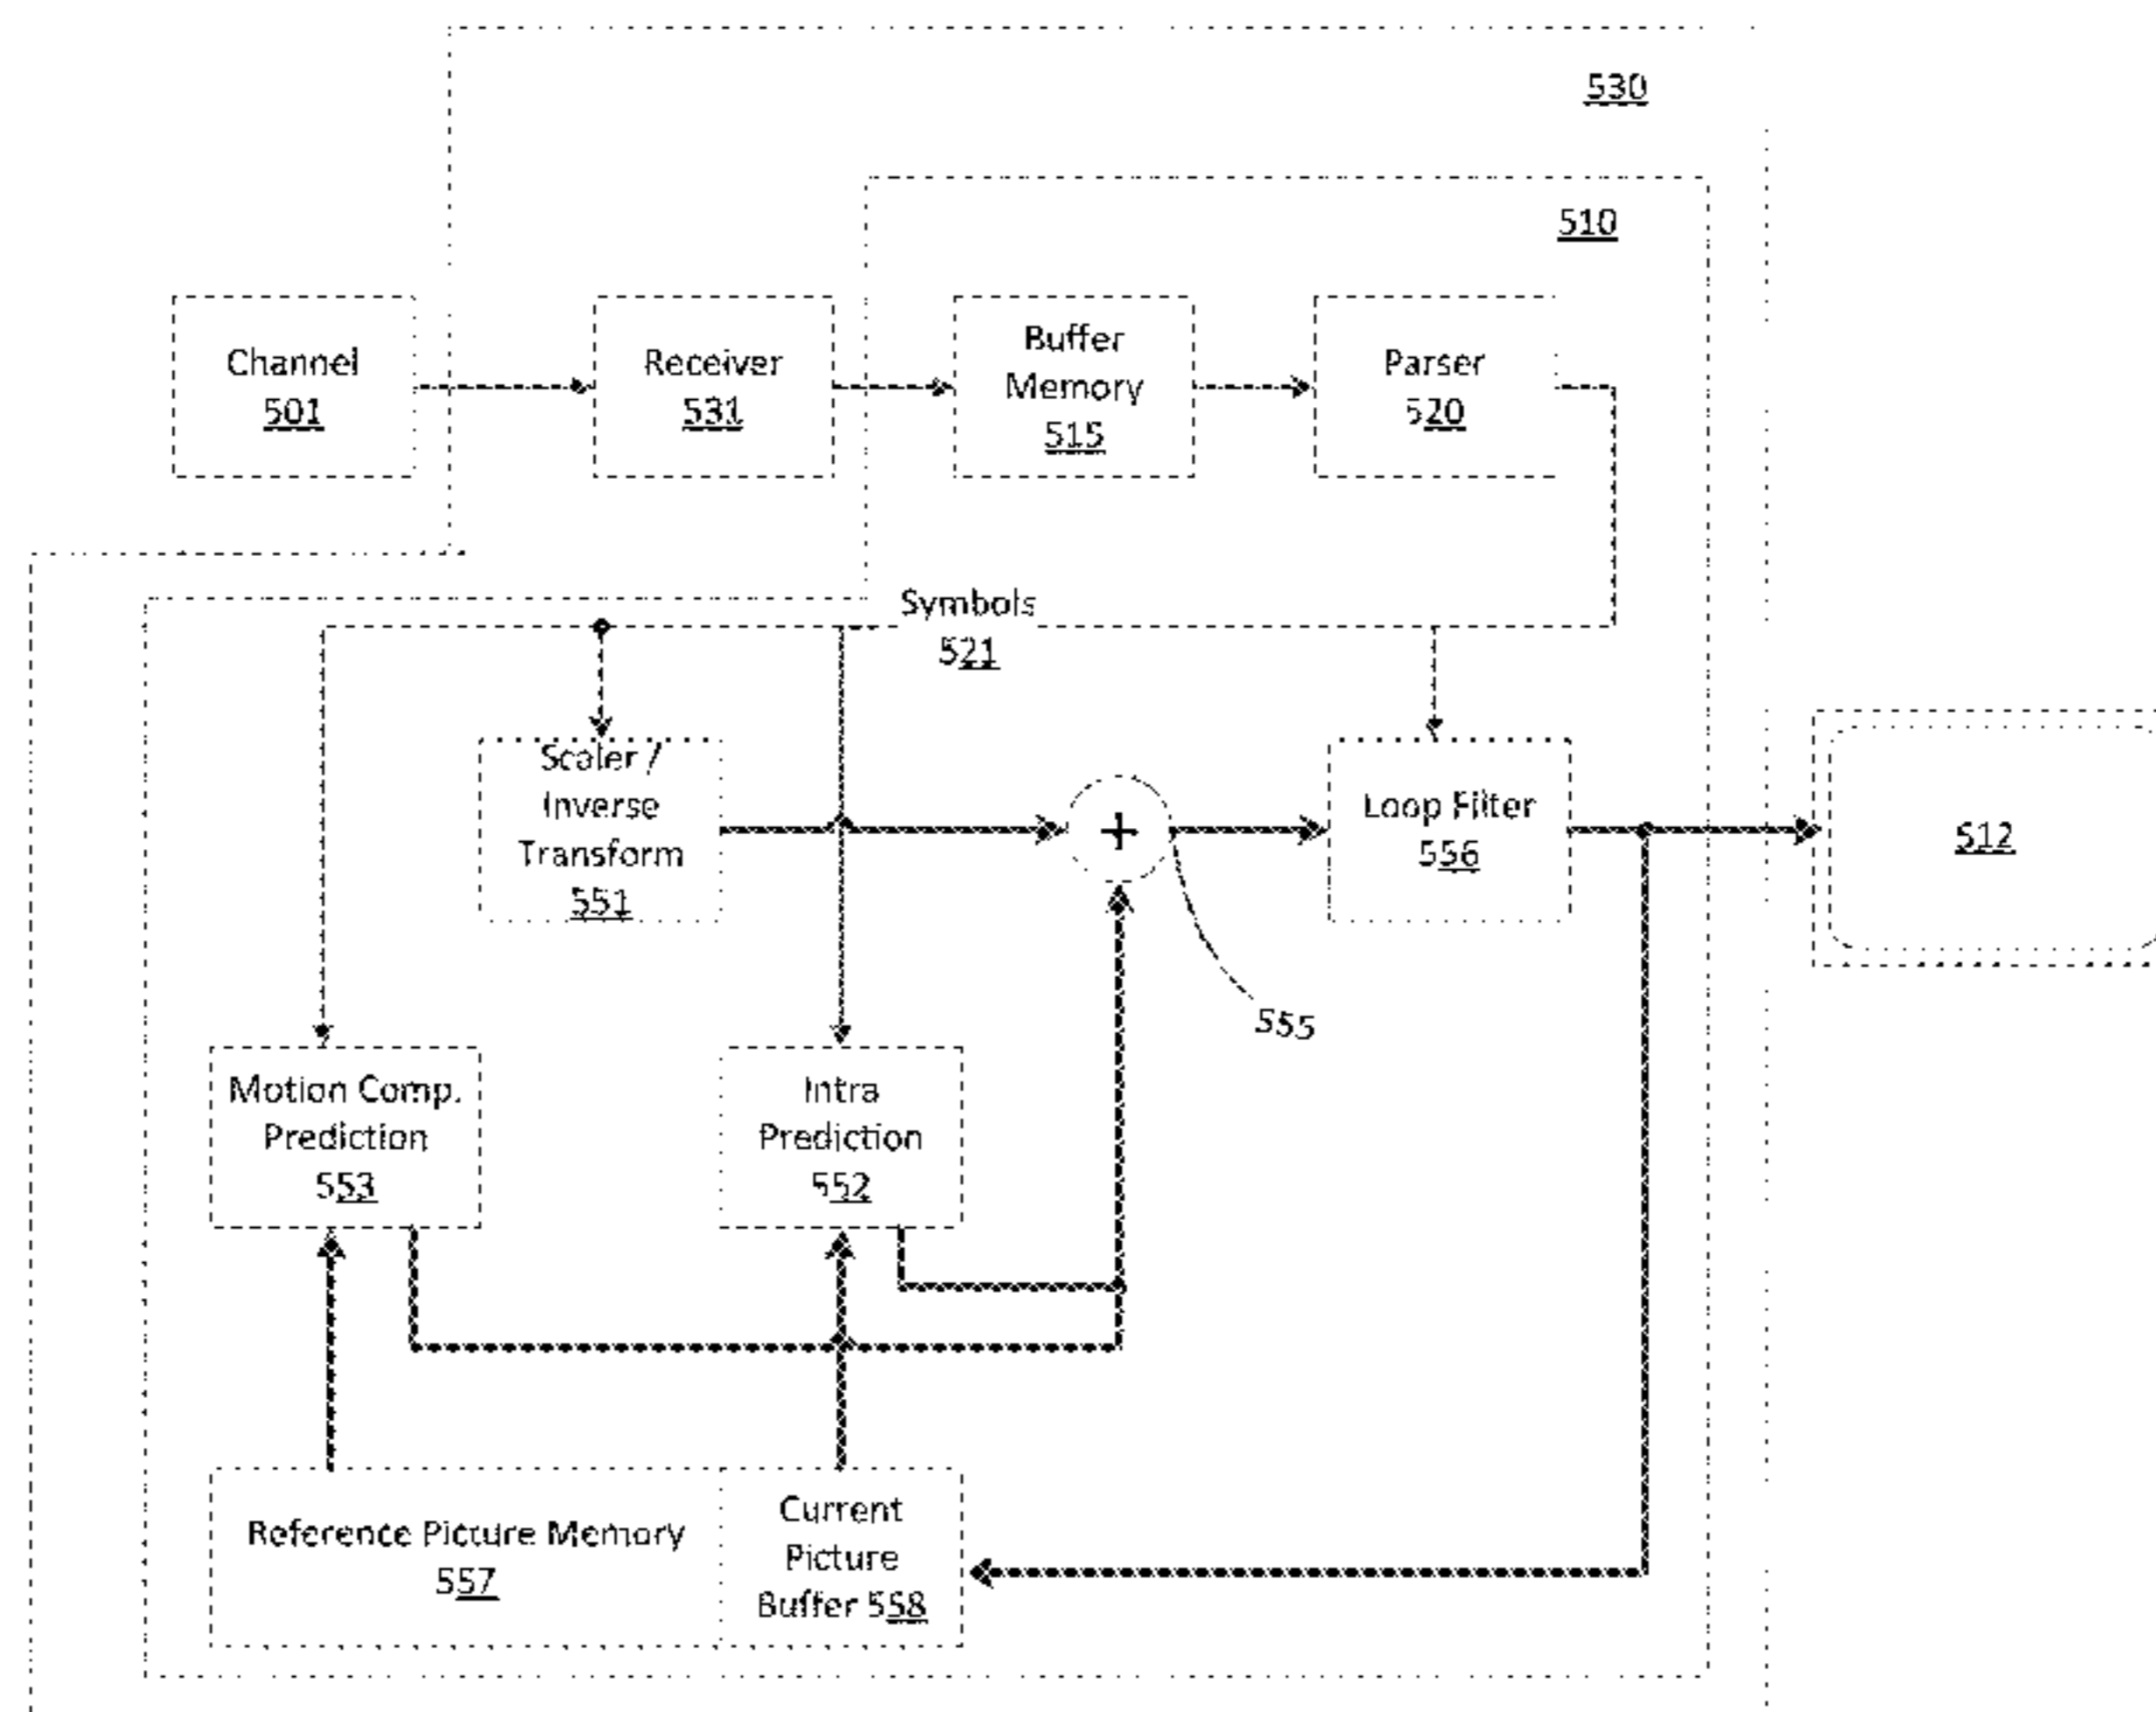 530
510
Channel
501
Receiver
531
Buffer
Memory
515
Parser
520
Symbols
521
Scaler /
Inverse
Transform
551
+
Loop Filter
556
512
555
Motion Comp.
Prediction
553
Intra
Prediction
552
Reference Picture Memory
557
Current
Picture
Buffer 558